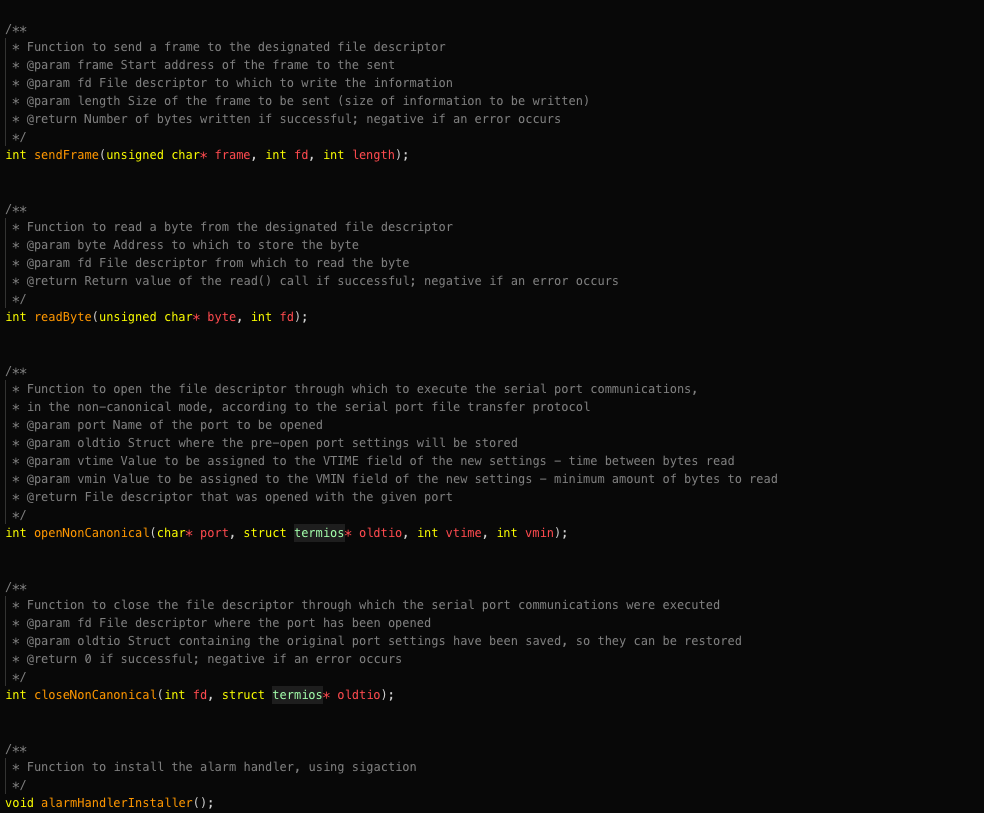 /**
 * Function to send a frame to the designated file descriptor
 * @param frame Start address of the frame to the sent
 * @param fd File descriptor to which to write the information
 * @param length Size of the frame to be sent (size of information to be written)
 * @return Number of bytes written if successful; negative if an error occurs
 */
int sendFrame(unsigned char* frame, int fd, int length);
/**
 * Function to read a byte from the designated file descriptor
 * @param byte Address to which to store the byte
 * @param fd File descriptor from which to read the byte
 * @return Return value of the read() call if successful; negative if an error occurs
 */
int readByte(unsigned char* byte, int fd);
/**
 * Function to open the file descriptor through which to execute the serial port communications,
 * in the non-canonical mode, according to the serial port file transfer protocol
 * @param port Name of the port to be opened
 * @param oldtio Struct where the pre-open port settings will be stored
 * @param vtime Value to be assigned to the VTIME field of the new settings - time between bytes read
 * @param vmin Value to be assigned to the VMIN field of the new settings - minimum amount of bytes to read
 * @return File descriptor that was opened with the given port
 */
int openNonCanonical(char* port, struct termios* oldtio, int vtime, int vmin);
/**
 * Function to close the file descriptor through which the serial port communications were executed
 * @param fd File descriptor where the port has been opened
 * @param oldtio Struct containing the original port settings have been saved, so they can be restored
 * @return 0 if successful; negative if an error occurs
 */
int closeNonCanonical(int fd, struct termios* oldtio);
/**
 * Function to install the alarm handler, using sigaction
 */
void alarmHandlerInstaller();